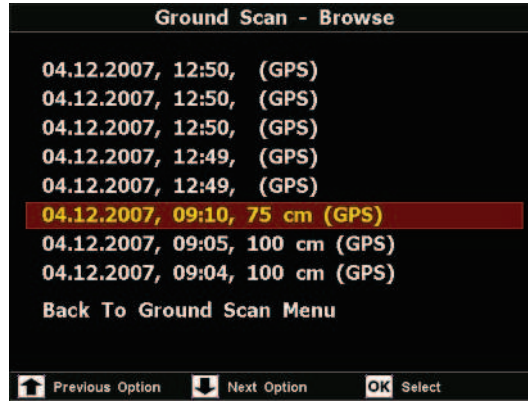 Ground Scan - Browse
04.12.2007, 12:50, (GPS)
04.12.2007, 12:50, (GPS)
04.12.2007, 12:50, (GPS)
04.12.2007, 12:49, (GPS)
04.12.2007, 12:49, (GPS)
04.12.2007, 09:10, 75 cm (GPS)
04.12.2007, 09:05, 100 cm (GPS)
04.12.2007, 09:04, 100 cm (GPS)
Back To Ground Scan Menu
Previous Option Next Option OK Select